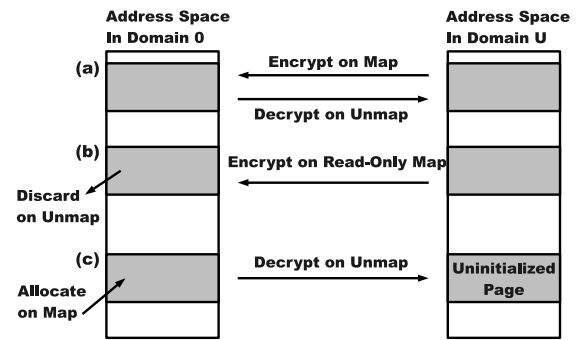 Address Space
In Domain 0
Address Space
In Domain U
(a)
Encrypt on Map
Decrypt on Unmap
(b)
Encrypt on Read-Only Map
Discard
on Unmap
(c)
Decrypt on Unmap
Uninitialized
Page
Allocate
on Map